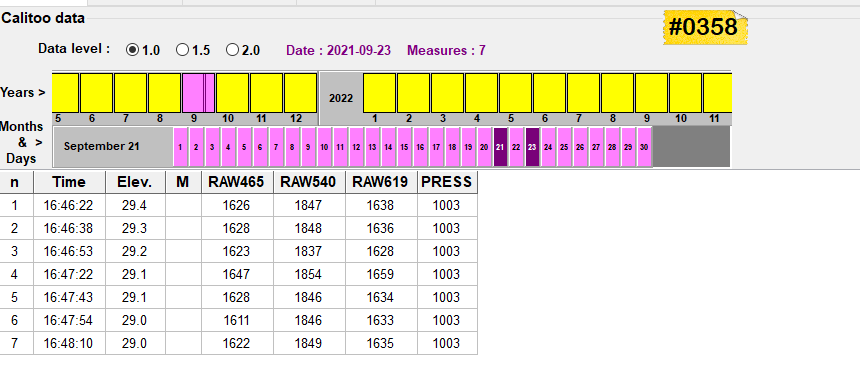 Calitoo data
#0358
Data level : 1.0 1.5 2.0 Date : 2021-09-23 Measures : 7
Years > 2022
5 6 7 8 9 10 11 12 1 2 3 4 5 6 7 8 9 10 11
Months & > Days
September 21 1 2 3 4 5 6 7 8 9 10 11 12 13 14 15 16 17 18 19 20 21 22 23 24 25 26 27 28 29 30
n Time Elev. M RAW465 RAW540 RAW619 PRESS
1 16:46:22 29.4 1626 1847 1638 1003
2 16:46:38 29.3 1628 1848 1636 1003
3 16:46:53 29.2 1623 1837 1628 1003
4 16:47:22 29.1 1647 1854 1659 1003
5 16:47:43 29.1 1628 1846 1634 1003
6 16:47:54 29.0 1611 1846 1633 1003
7 16:48:10 29.0 1622 1849 1635 1003